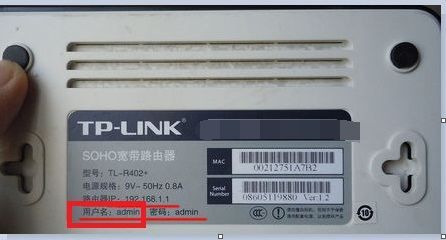 TP-LINK
SOHO宽带路由器
型号: TL-R402+
电源规格: 9V~50Hz 0.8A
路由器IP: 192.168.1.1
用户名: admin 密码: admin
MAC
00212751A7B2
Serial Number
08605119880 Ver:1.2